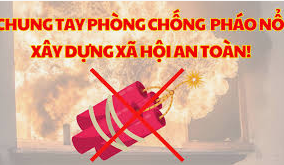 CHUNG TAY PHÒNG CHỐNG PHÁO NỔ
XÂY DỰNG XÃ HỘI AN TOÀN!